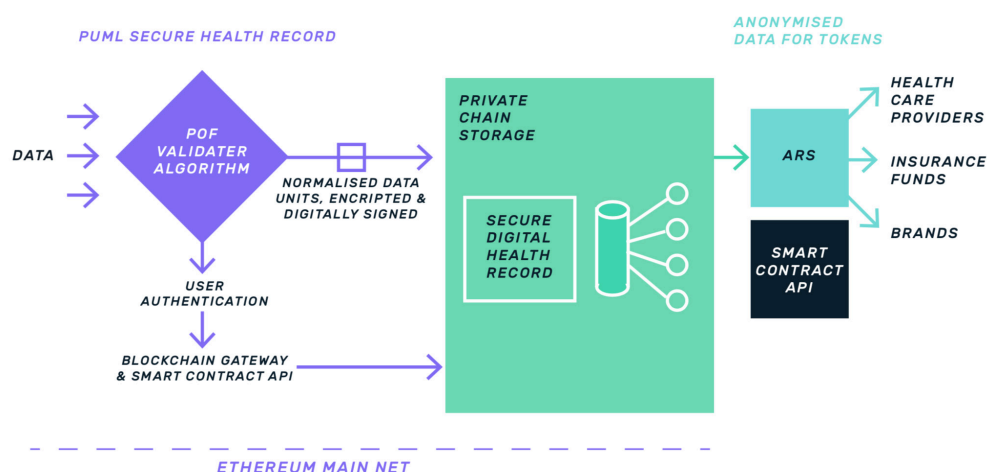 PUML SECURE HEALTH RECORD
ANONYMISED
DATA FOR TOKENS
DATA
POF
VALIDATER
ALGORITHM
NORMALISED DATA
UNITS, ENCRIPTED &
DIGITALLY SIGNED
USER
AUTHENTICATION
BLOCKCHAIN GATEWAY
& SMART CONTRACT API
PRIVATE
CHAIN
STORAGE
SECURE
DIGITAL
HEALTH
RECORD
ARS
SMART
CONTRACT
API
HEALTH
CARE
PROVIDERS
INSURANCE
FUNDS
BRANDS
ETHEREUM MAIN NET